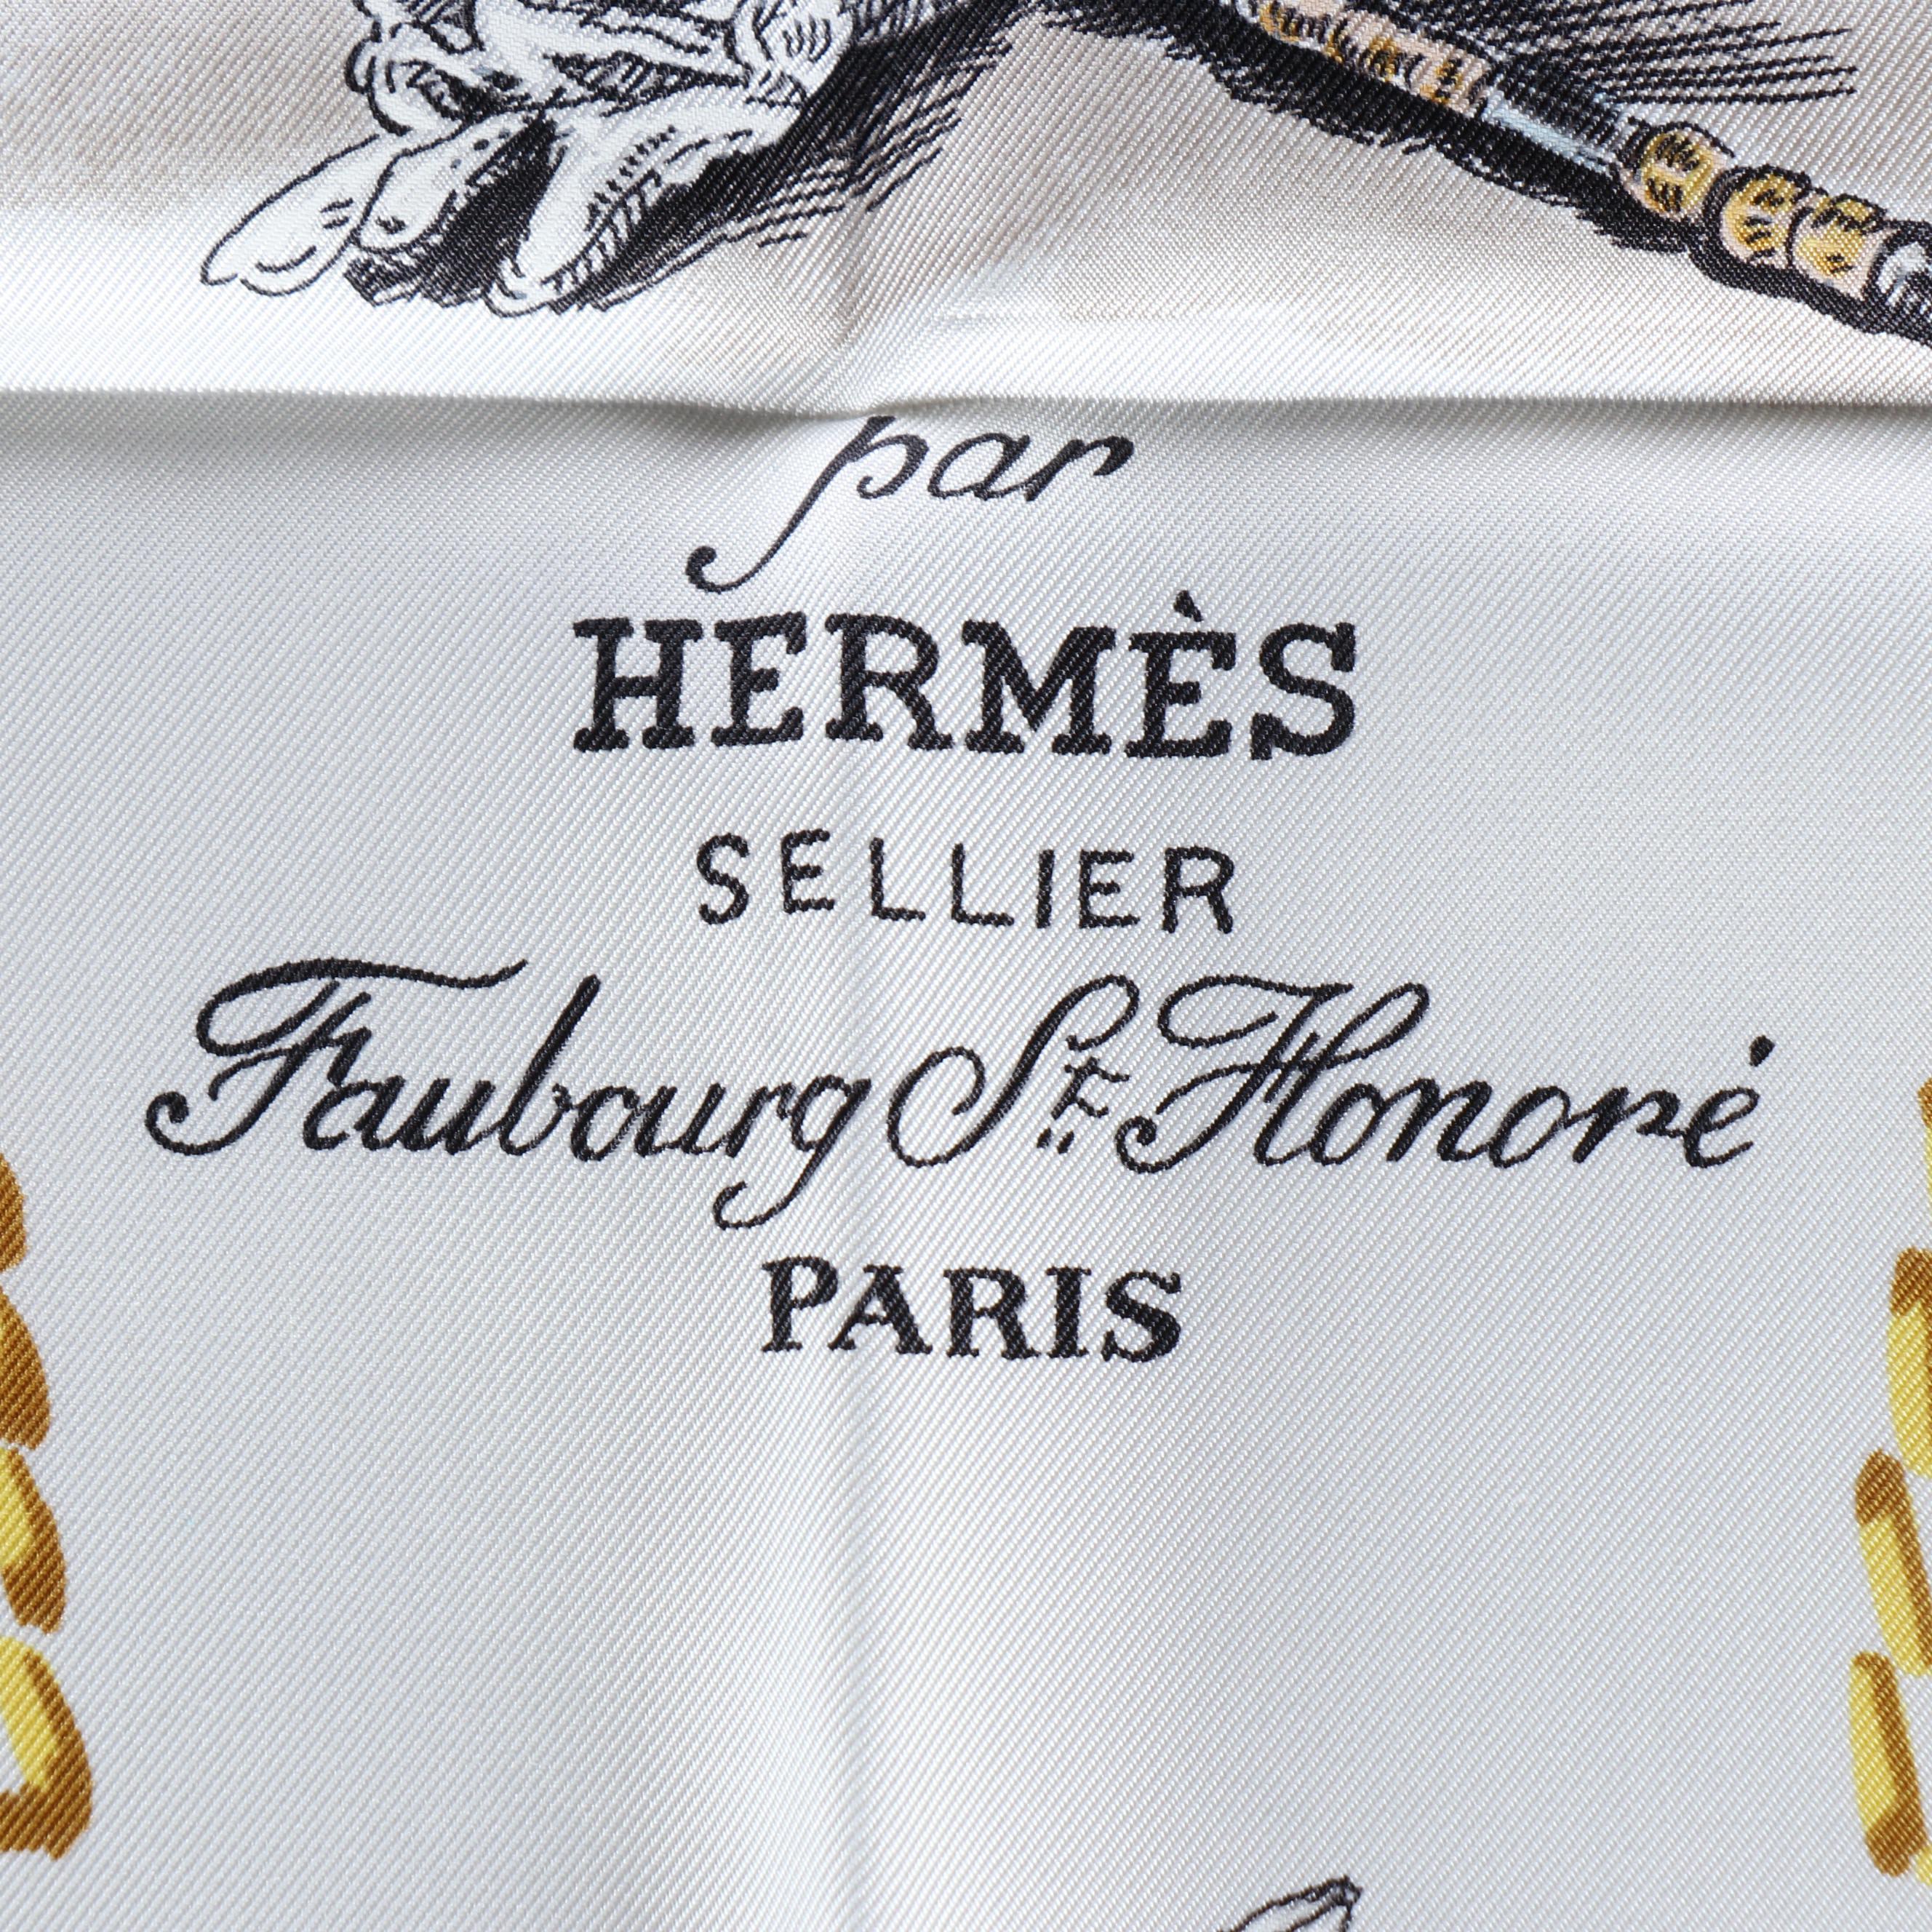 par
HERMÈS
SELLIER
Faubourg St. Honoré
PARIS